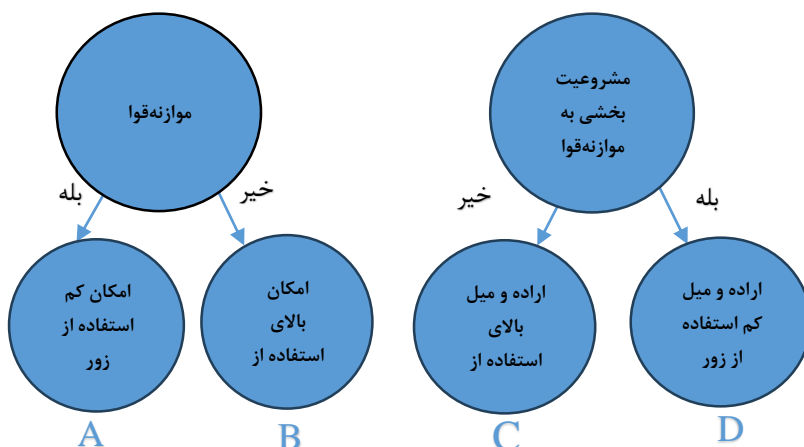 موازنه‌قوا
بله
خیر
امکان کم
استفاده از
زور
A
امکان
بالای
استفاده از
B
مشروعیت
بخشی به
موازنه‌قوا
خیر
بله
اراده و میل
بالای
استفاده از
C
اراده و میل
کم استفاده
از زور
D